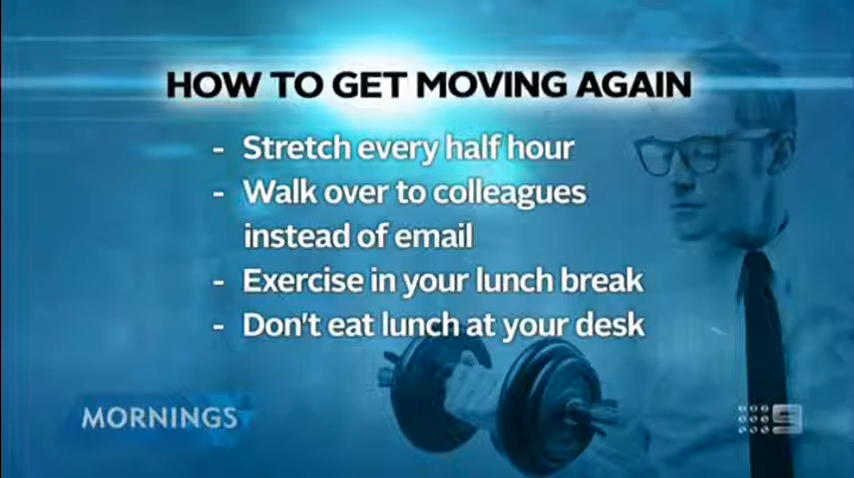 HOW TO GET MOVING AGAIN
- Stretch every half hour
- Walk over to colleagues
instead of email
- Exercise in your lunch break
- Don't eat lunch at your desk
MORNINGS
9